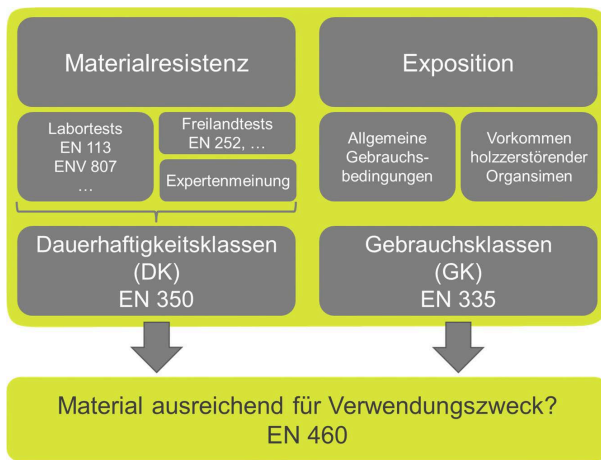 Materialresistenz
Labortests
EN 113
ENV 807
...
Freilandtests
EN 252, ...
Expertenmeinung
Dauerhaftigkeitsklassen
(DK)
EN 350
Exposition
Allgemeine
Gebrauchs-
bedingungen
Vorkommen
holzzerstörender
Organsimen
Gebrauchsklassen
(GK)
EN 335
Material ausreichend für Verwendungszweck?
EN 460